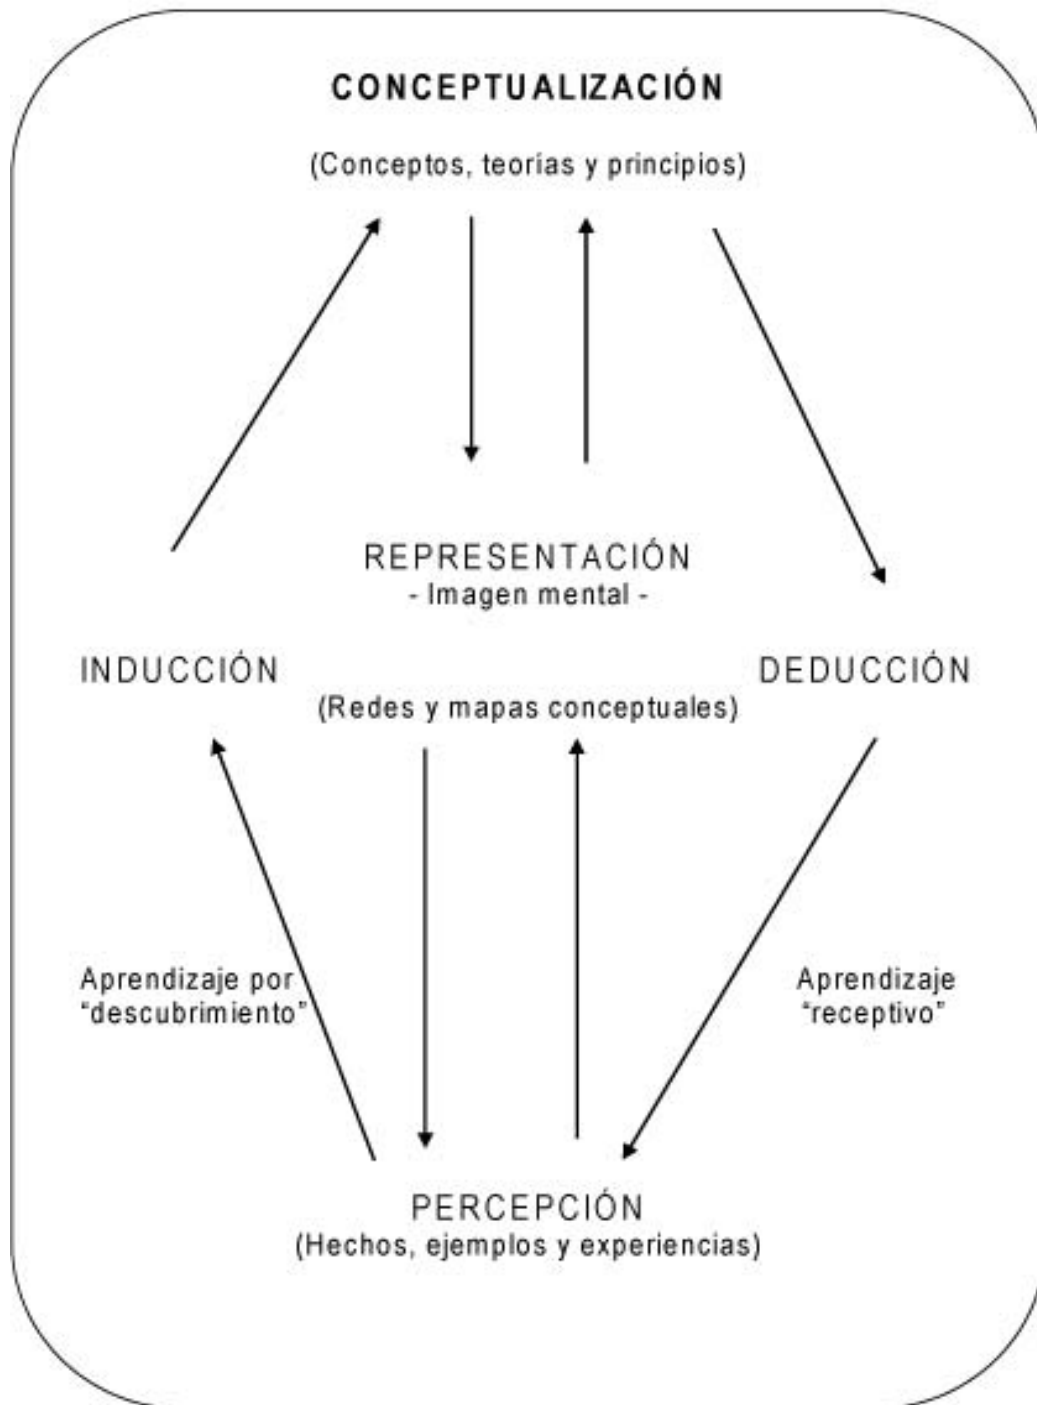 CONCEPTUALIZACIÓN
(Conceptos, teorías y principios)
REPRESENTACIÓN
- Imagen mental -
INDUCCIÓN
DEDUCCIÓN
(Redes y mapas conceptuales)
Aprendizaje por
“descubrimiento”
Aprendizaje
“receptivo”
PERCEPCIÓN
(Hechos, ejemplos y experiencias)